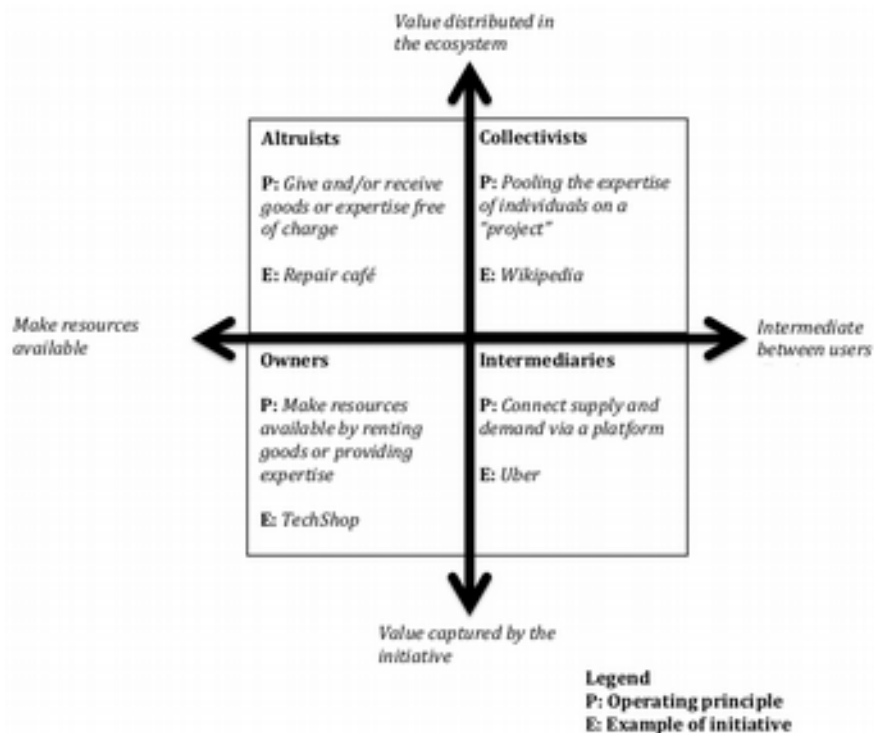 Value distributed in
the ecosystem
Altruists
P: Give and/or receive
goods or expertise free
of charge
E: Repair café
Collectivists
P: Pooling the expertise
of individuals on a
"project"
E: Wikipedia
Make resources
available
Intermediate
between users
Owners
P: Make resources
available by renting
goods or providing
expertise
E: TechShop
Intermediaries
P: Connect supply and
demand via a platform
E: Uber
Value captured by the
initiative
Legend
P: Operating principle
E: Example of initiative